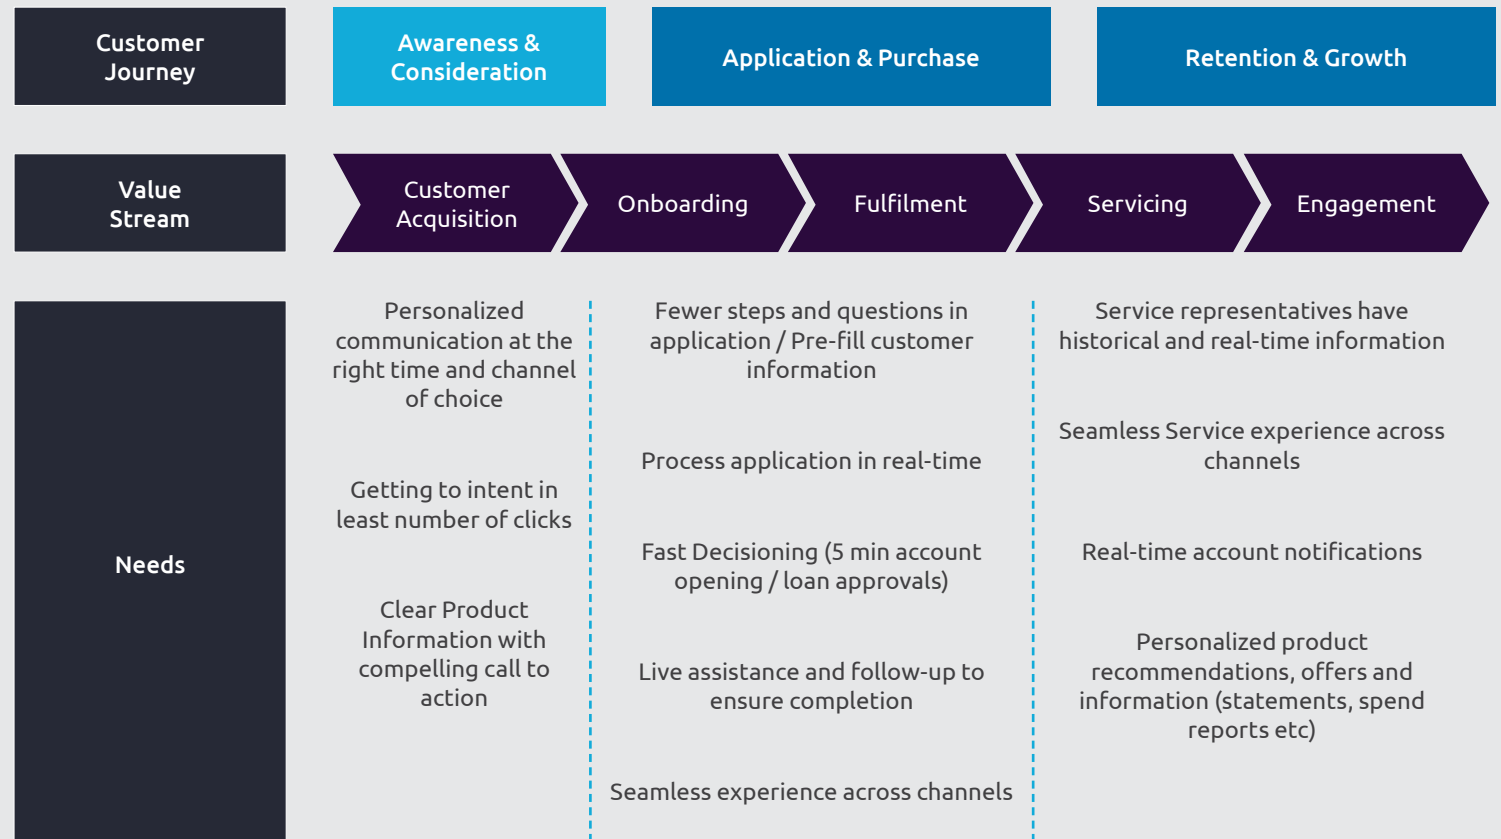 Customer
Journey
Awareness &
Consideration
Application & Purchase
Retention & Growth
Value
Stream
Customer
Acquisition
Onboarding
Fulfilment
Servicing
Engagement
Needs
Personalized
communication at the
right time and channel
of choice
Getting to intent in
least number of clicks
Clear Product
Information with
compelling call to
action
Fewer steps and questions in
application / Pre-fill customer
information
Process application in real-time
Fast Decisioning (5 min account
opening / loan approvals)
Live assistance and follow-up to
ensure completion
Seamless experience across channels
Service representatives have
historical and real-time information
Seamless Service experience across
channels
Real-time account notifications
Personalized product
recommendations, offers and
information (statements, spend
reports etc)